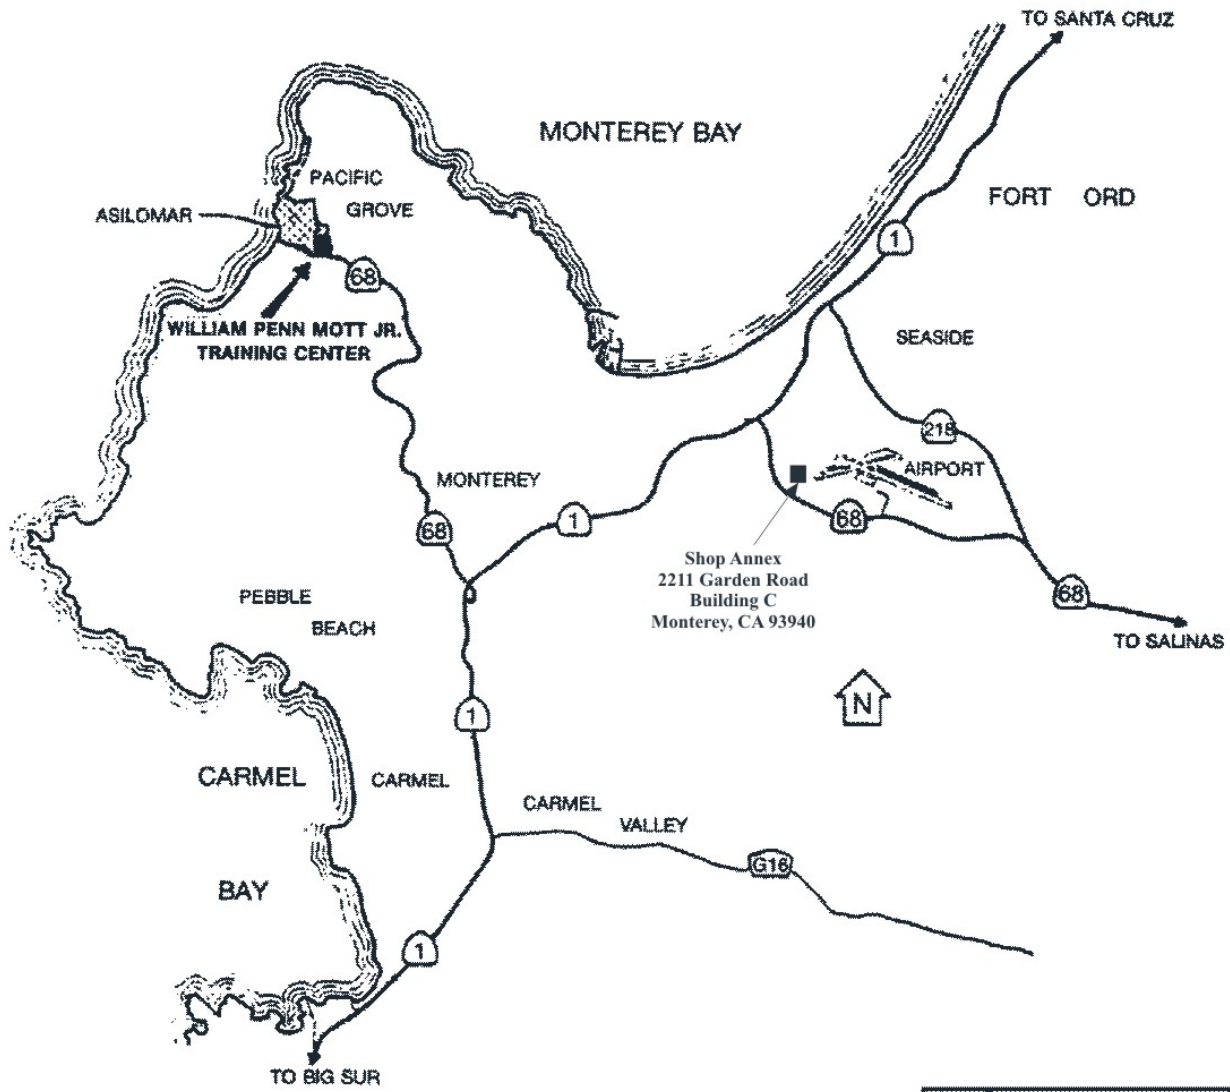 TO SANTA CRUZ
MONTEREY BAY
PACIFIC
GROVE
FORT ORD
ASILOMAR
1
68
WILLIAM PENN MOTT JR.
TRAINING CENTER
SEASIDE
218
AIRPORT
MONTEREY
68
1
68
Shop Annex
2211 Garden Road
Building C
Monterey, CA 93940
68
TO SALINAS
PEBBLE
BEACH
N
1
CARMEL
CARMEL
CARMEL
VALLEY
G16
BAY
1
TO BIG SUR